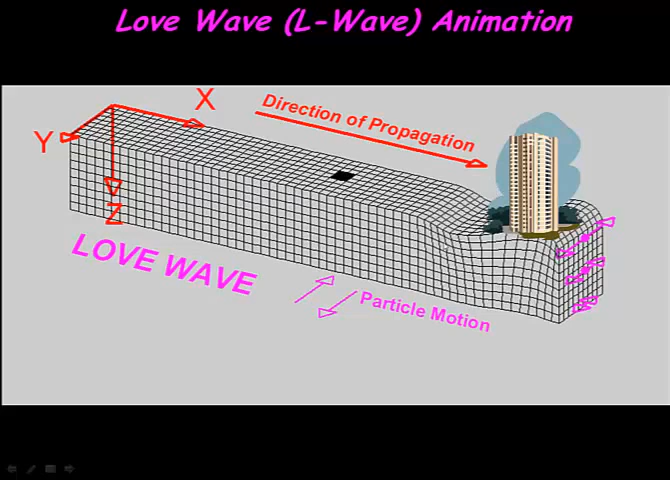 Love Wave (L-Wave) Animation
X
Direction of Propagation
Y
Z
LOVE WAVE
Particle Motion